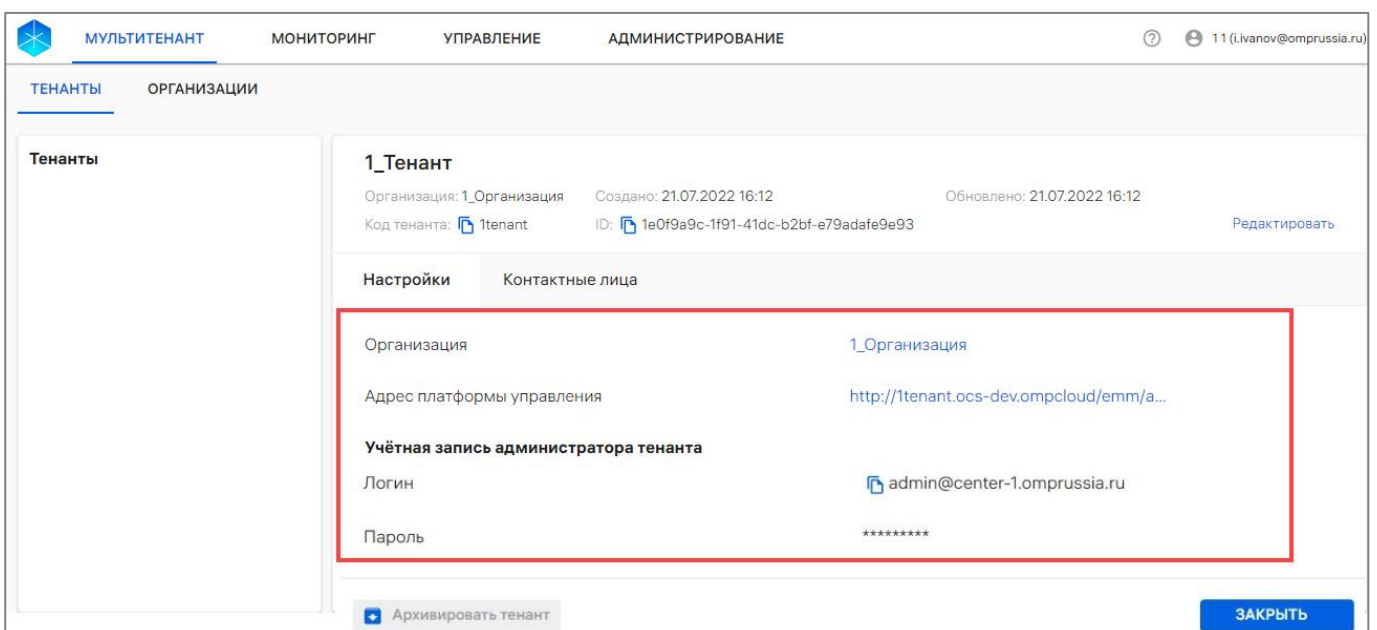 МУЛЬТИТЕНАНТ МОНИТОРИНГ УПРАВЛЕНИЕ АДМИНИСТРИРОВАНИЕ 11 (i.ivanov@omprussia.ru)
ТЕНАНТЫ ОРГАНИЗАЦИИ
Тенанты
1_Тенант
Организация: 1_Организация Создано: 21.07.2022 16:12 Обновлено: 21.07.2022 16:12
Код тенанта: 1tenant ID: 1e0f9a9c-1f91-41dc-b2bf-e79adafe9e93 Редактировать
Настройки Контактные лица
Организация 1_Организация
Адрес платформы управления http://1tenant.ocs-dev.ompcloud/emm/a...
Учётная запись администратора тенанта
Логин admin@center-1.omprussia.ru
Пароль *********
Архивировать тенант ЗАКРЫТЬ